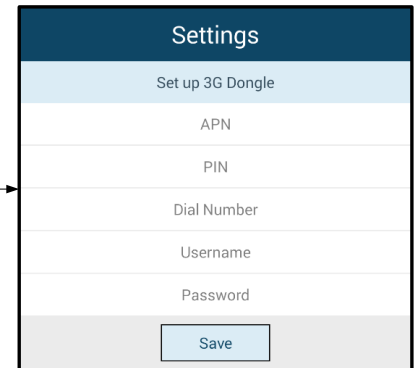 Settings
Set up 3G Dongle
APN
PIN
Dial Number
Username
Password
Save